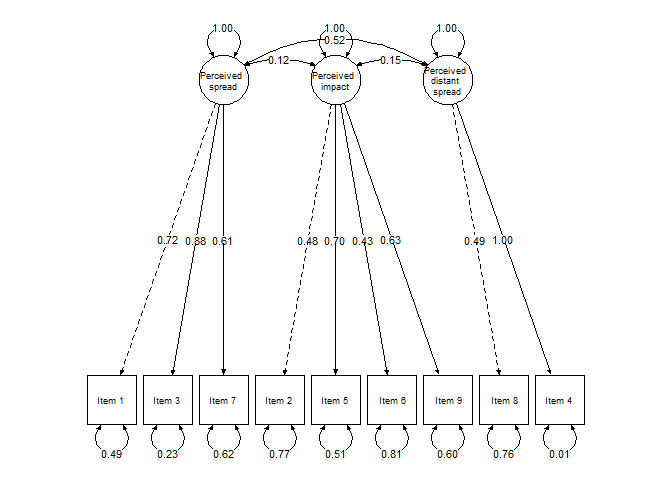 1.00 1.00 1.00
0.52
0.12 0.15
Perceived spread
Perceived impact
Perceived distant spread
0.72 0.88 0.61 0.48 0.70 0.43 0.63 0.49 1.00
Item 1 Item 3 Item 7 Item 2 Item 5 Item 6 Item 9 Item 8 Item 4
0.49 0.23 0.62 0.77 0.51 0.81 0.60 0.76 0.01